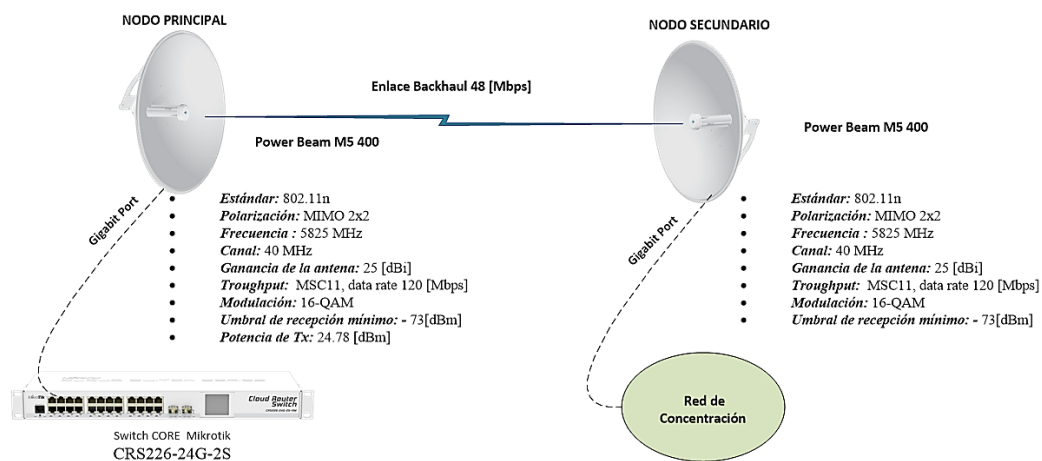 NODO PRINCIPAL
NODO SECUNDARIO
Enlace Backhaul 48 [Mbps]
Power Beam M5 400
Power Beam M5 400
Gigabit Port
• Estándar: 802.11n
• Polarización: MIMO 2x2
• Frecuencia : 5825 MHz
• Canal: 40 MHz
• Ganancia de la antena: 25 [dBi]
• Troughput: MSC11, data rate 120 [Mbps]
• Modulación: 16-QAM
• Umbral de recepción mínimo: - 73[dBm]
• Potencia de Tx: 24.78 [dBm]
Gigabit Port
• Estándar: 802.11n
• Polarización: MIMO 2x2
• Frecuencia : 5825 MHz
• Canal: 40 MHz
• Ganancia de la antena: 25 [dBi]
• Troughput: MSC11, data rate 120 [Mbps]
• Modulación: 16-QAM
• Umbral de recepción mínimo: - 73[dBm]
Cloud Router
Switch
Switch CORE Mikrotik
CRS226-24G-2S
Red de
Concentración